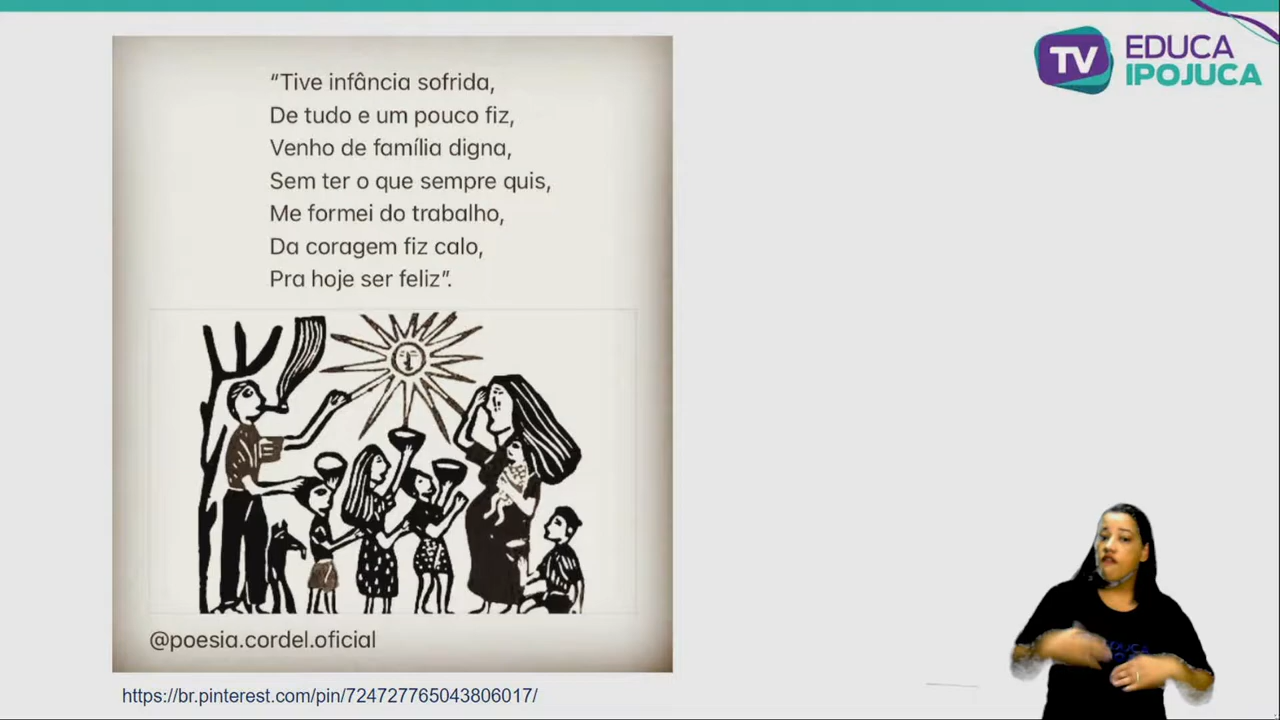 TV EDUCA
IPOJUCA
“Tive infância sofrida,
De tudo e um pouco fiz,
Venho de família digna,
Sem ter o que sempre quis,
Me formei do trabalho,
Da coragem fiz calo,
Pra hoje ser feliz”.
@poesia.cordel.oficial
https://br.pinterest.com/pin/724727765043806017/